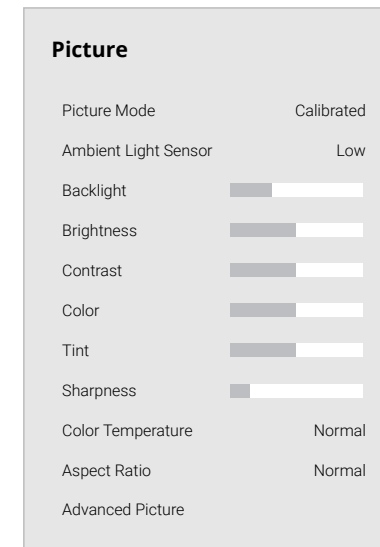 Picture
Picture Mode Calibrated
Ambient Light Sensor Low
Backlight
Brightness
Contrast
Color
Tint
Sharpness
Color Temperature Normal
Aspect Ratio Normal
Advanced Picture